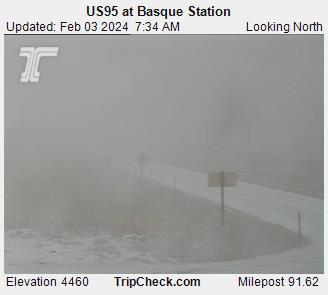 US95 at Basque Station
Updated: Feb 03 2024 7:34 AM Looking North
Elevation 4460 TripCheck.com Milepost 91.62